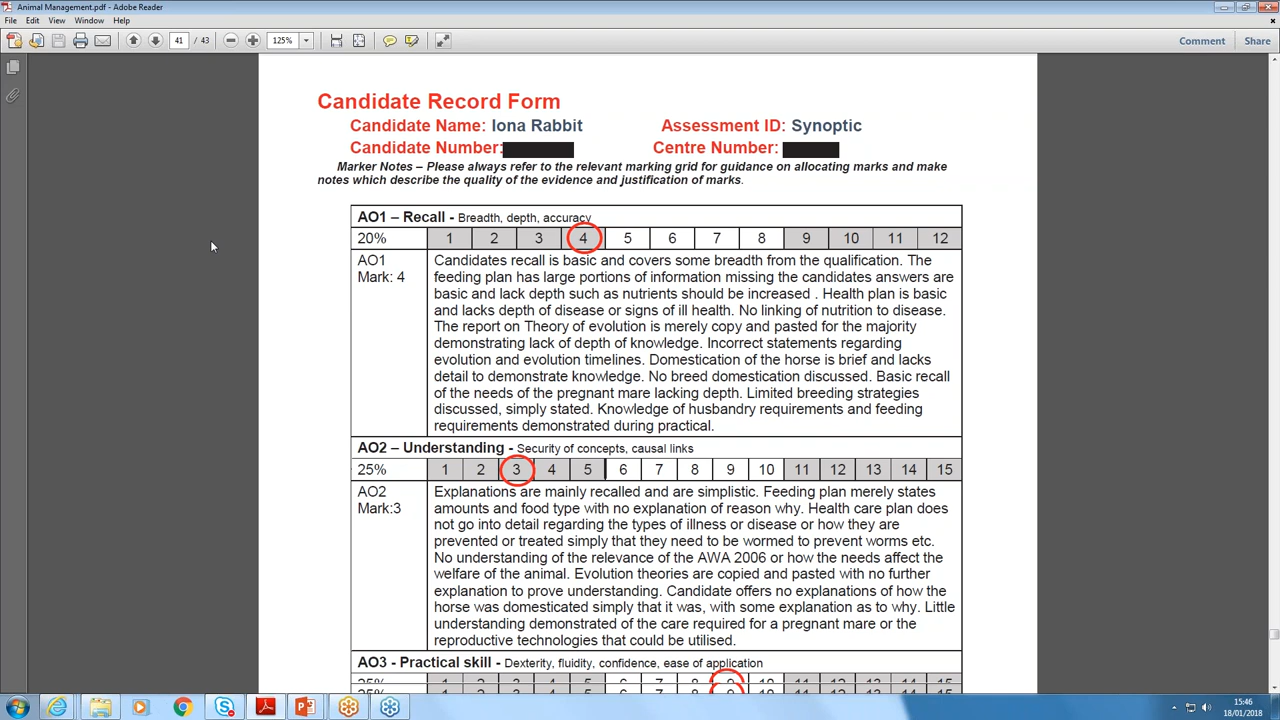 Animal Management.pdf - Adobe Reader
File Edit View Window Help
41 / 43 125% Comment Share
Candidate Record Form
Candidate Name: Iona Rabbit Assessment ID: Synoptic
Candidate Number: Centre Number:
Marker Notes – Please always refer to the relevant marking grid for guidance on allocating marks and make
notes which describe the quality of the evidence and justification of marks.
AO1 – Recall - Breadth, depth, accuracy
20% 1 2 3 4 5 6 7 8 9 10 11 12
AO1
Mark: 4
Candidates recall is basic and covers some breadth from the qualification. The
feeding plan has large portions of information missing the candidates answers are
basic and lack depth such as nutrients should be increased . Health plan is basic
and lacks depth of disease or signs of ill health. No linking of nutrition to disease.
The report on Theory of evolution is merely copy and pasted for the majority
demonstrating lack of depth of knowledge. Incorrect statements regarding
evolution and evolution timelines. Domestication of the horse is brief and lacks
detail to demonstrate knowledge. No breed domestication discussed. Basic recall
of the needs of the pregnant mare lacking depth. Limited breeding strategies
discussed, simply stated. Knowledge of husbandry requirements and feeding
requirements demonstrated during practical.
AO2 – Understanding - Security of concepts, causal links
25% 1 2 3 4 5 6 7 8 9 10 11 12 13 14 15
AO2
Mark:3
Explanations are mainly recalled and are simplistic. Feeding plan merely states
amounts and food type with no explanation of reason why. Health care plan does
not go into detail regarding the types of illness or disease or how they are
prevented or treated simply that they need to be wormed to prevent worms etc.
No understanding of the relevance of the AWA 2006 or how the needs affect the
welfare of the animal. Evolution theories are copied and pasted with no further
explanation to prove understanding. Candidate offers no explanations of how the
horse was domesticated simply that it was, with some explanation as to why. Little
understanding demonstrated of the care required for a pregnant mare or the
reproductive technologies that could be utilised.
AO3 - Practical skill - Dexterity, fluidity, confidence, ease of application
25% 1 2 3 4 5 6 7 8 9 10 11 12 13 14 15
15:46
18/01/2018